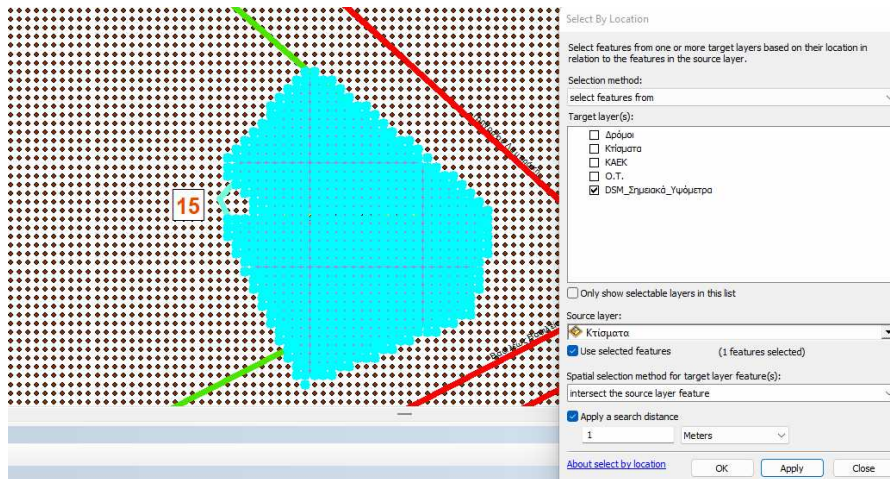 Select By Location
Select features from one or more target layers based on their location in
relation to the features in the source layer.
Selection method:
select features from
Target layer(s):
Δρόμοι
Κτίσματα
ΚΑΕΚ
Ο.Τ.
DSM_Σημειακά_Υψόμετρα
15
Only show selectable layers in this list
Source layer:
Κτίσματα
Use selected features (1 features selected)
Spatial selection method for target layer feature(s):
intersect the source layer feature
Apply a search distance
1 Meters
About select by location OK Apply Close